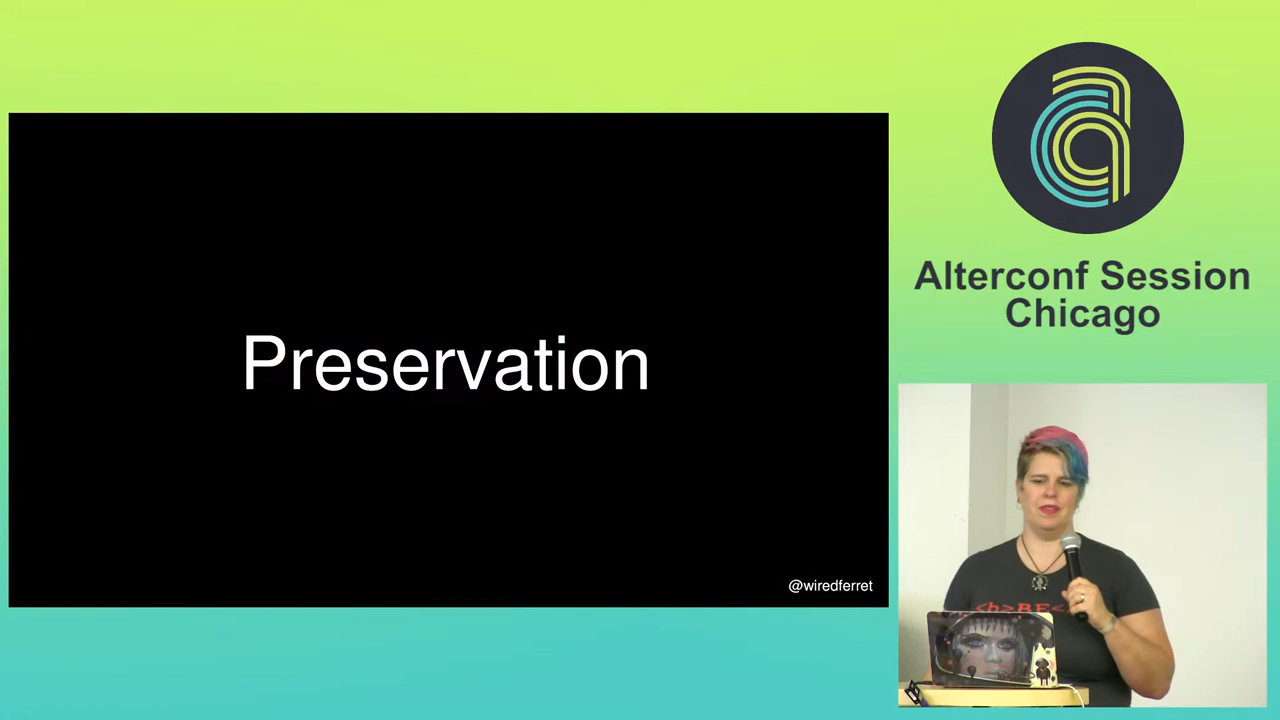 Preservation
@wiredferret
Alterconf Session
Chicago